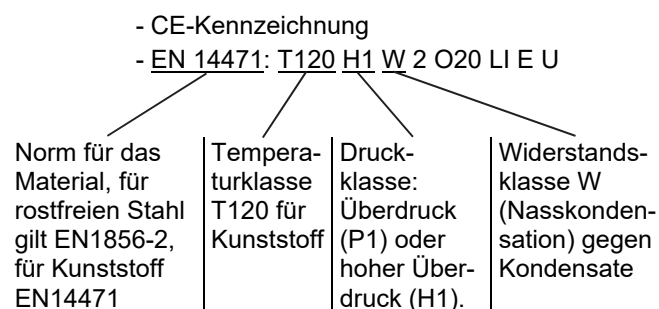 - CE-Kennzeichnung
- EN 14471: T120 H1 W 2 O20 LI E U
Norm für das
Material, für
rostfreien Stahl
gilt EN1856-2,
für Kunststoff
EN14471
Tempera-
turklasse
T120 für
Kunststoff
Druck-
klasse:
Überdruck
(P1) oder
hoher Über-
druck (H1).
Widerstands-
klasse W
(Nasskonden-
sation) gegen
Kondensate